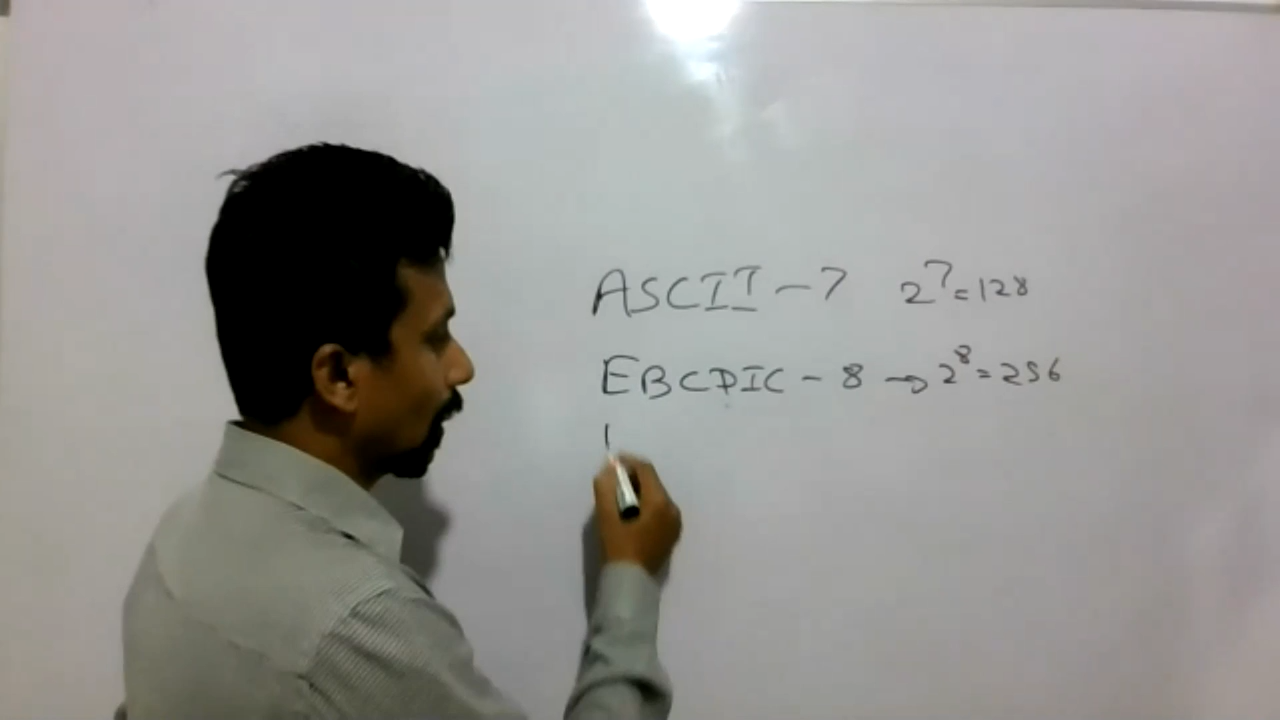 ASCII - 7 2⁷ = 128
EBCDIC - 8 → 2⁸ = 256